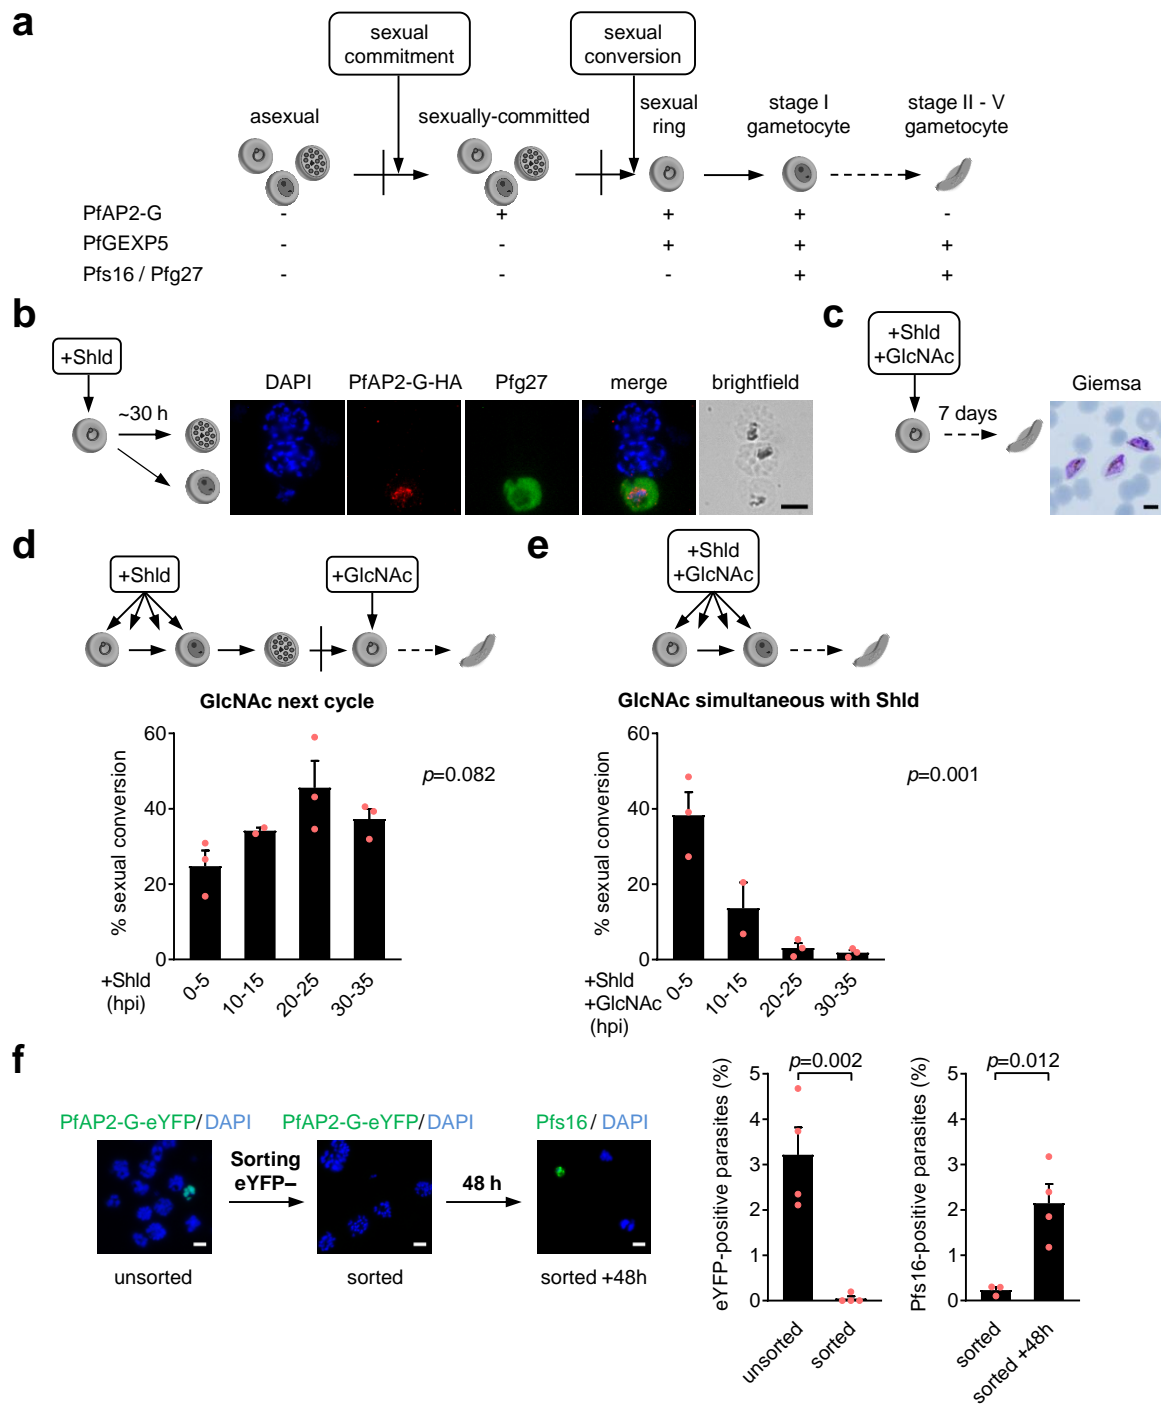 a
sexual
commitment
sexual
conversion
asexual
sexually-committed
sexual
ring
stage I
gametocyte
stage II - V
gametocyte
PfAP2-G - + + + -
PfGEXP5 - - + + +
Pfs16 / Pfg27 - - - + +
b
+Shld
~30 h
DAPI
PfAP2-G-HA
Pfg27
merge
brightfield
c
+Shld
+GlcNAc
7 days
Giemsa
d
+Shld
+GlcNAc
GlcNAc next cycle
% sexual conversion
60
40
20
0
p=0.082
+Shld
(hpi)
0-5
10-15
20-25
30-35
e
+Shld
+GlcNAc
GlcNAc simultaneous with Shld
% sexual conversion
60
40
20
0
p=0.001
+Shld
+GlcNAc
(hpi)
0-5
10-15
20-25
30-35
f
PfAP2-G-eYFP/DAPI
unsorted
Sorting
eYFP–
PfAP2-G-eYFP/DAPI
sorted
48 h
Pfs16 / DAPI
sorted +48h
eYFP-positive parasites (%)
5
4
3
2
1
0
p=0.002
unsorted
sorted
Pfs16-positive parasites (%)
5
4
3
2
1
0
p=0.012
sorted
sorted +48h